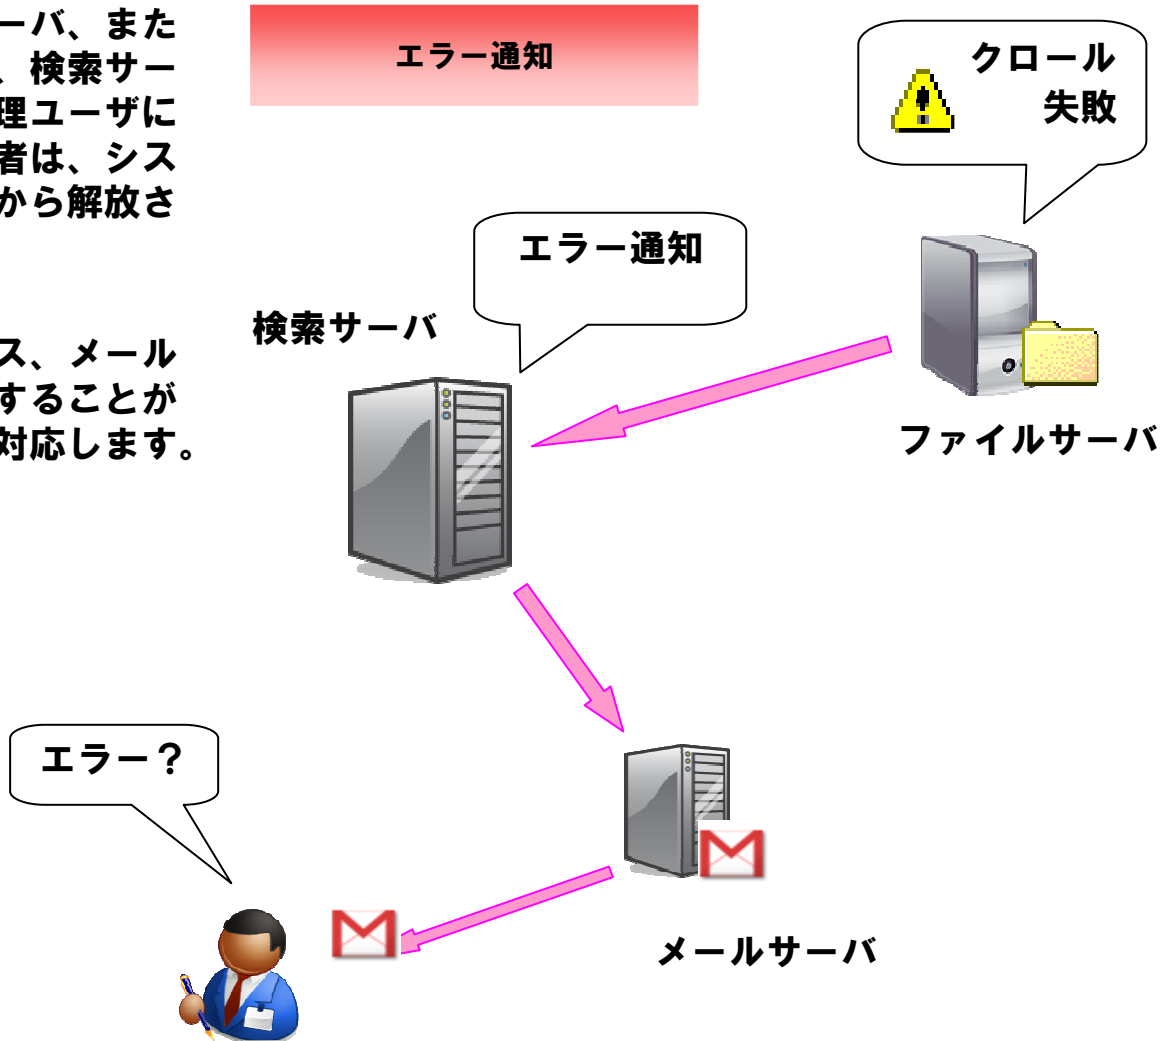 ーバ、また
、検索サー
理ユーザに
者は、シス
から解放さ
ス、メール
することが
対応します。
エラー通知
クロール
失敗
エラー通知
検索サーバ
ファイルサーバ
エラー？
メールサーバ